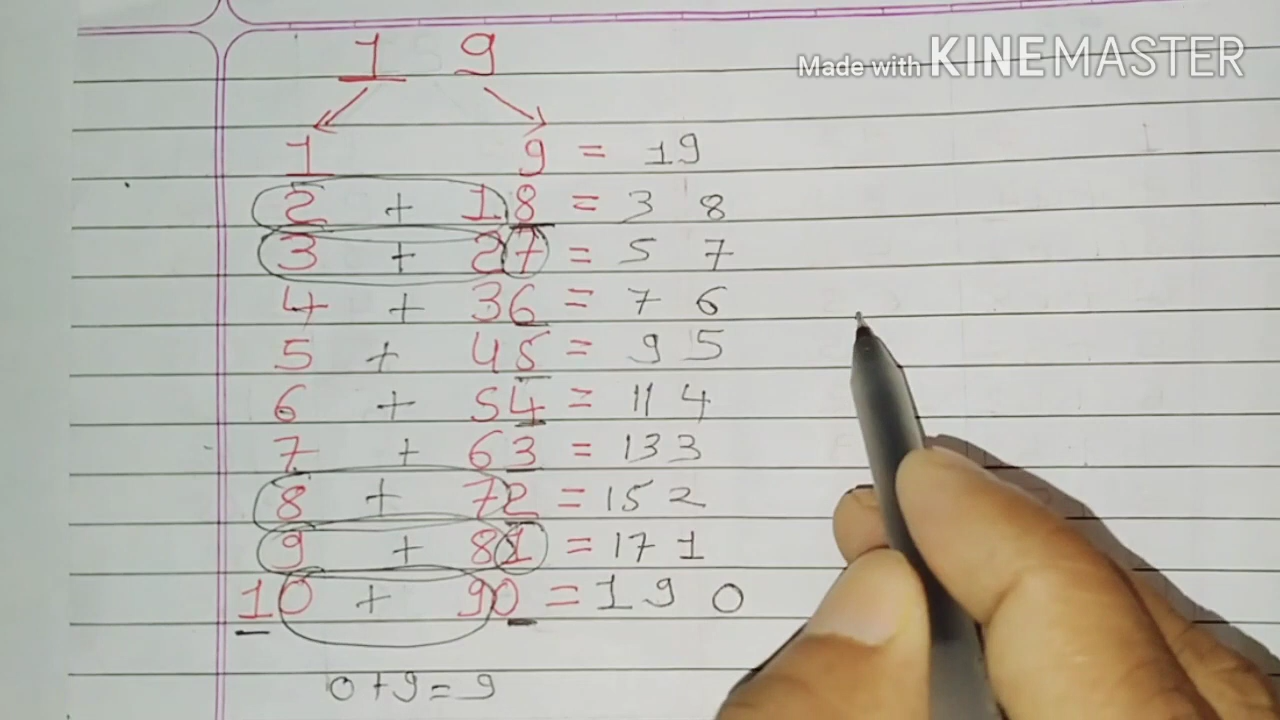 Made with KINEMASTER
1 9
1 9 = 19
2 + 18 = 3 8
3 + 27 = 5 7
4 + 36 = 7 6
5 + 45 = 9 5
6 + 54 = 11 4
7 + 63 = 133
8 + 72 = 152
9 + 81 = 17 1
10 + 90 = 19 0
0+9=9